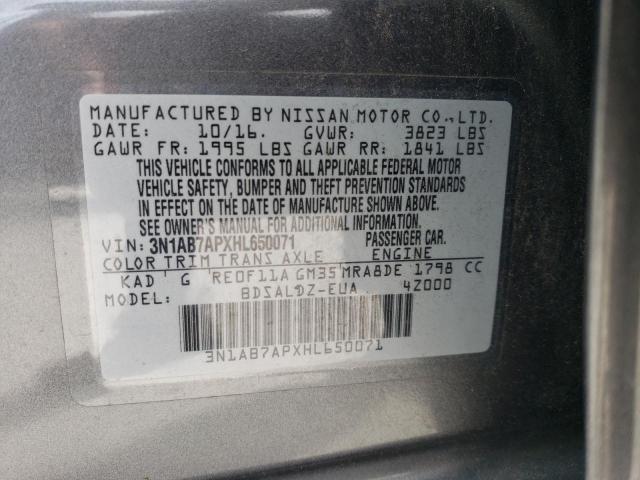 MANUFACTURED BY NISSAN MOTOR CO.,LTD.
DATE: 10/16. GVWR: 3823 LBS
GAWR FR: 1995 LBS GAWR RR: 1841 LBS
THIS VEHICLE CONFORMS TO ALL APPLICABLE FEDERAL MOTOR
VEHICLE SAFETY, BUMPER AND THEFT PREVENTION STANDARDS
IN EFFECT ON THE DATE OF MANUFACTURE SHOWN ABOVE.
SEE OWNER'S MANUAL FOR ADDITIONAL INFORMATION.
VIN: 3N1AB7APXHL650071 PASSENGER CAR.
COLOR TRIM TRANS AXLE ENGINE
KAD ' G RE0F11A GM35 MRA8DE 1798 CC
MODEL: BDSALDZ-EUA 4Z000
3N1AB7APXHL650071